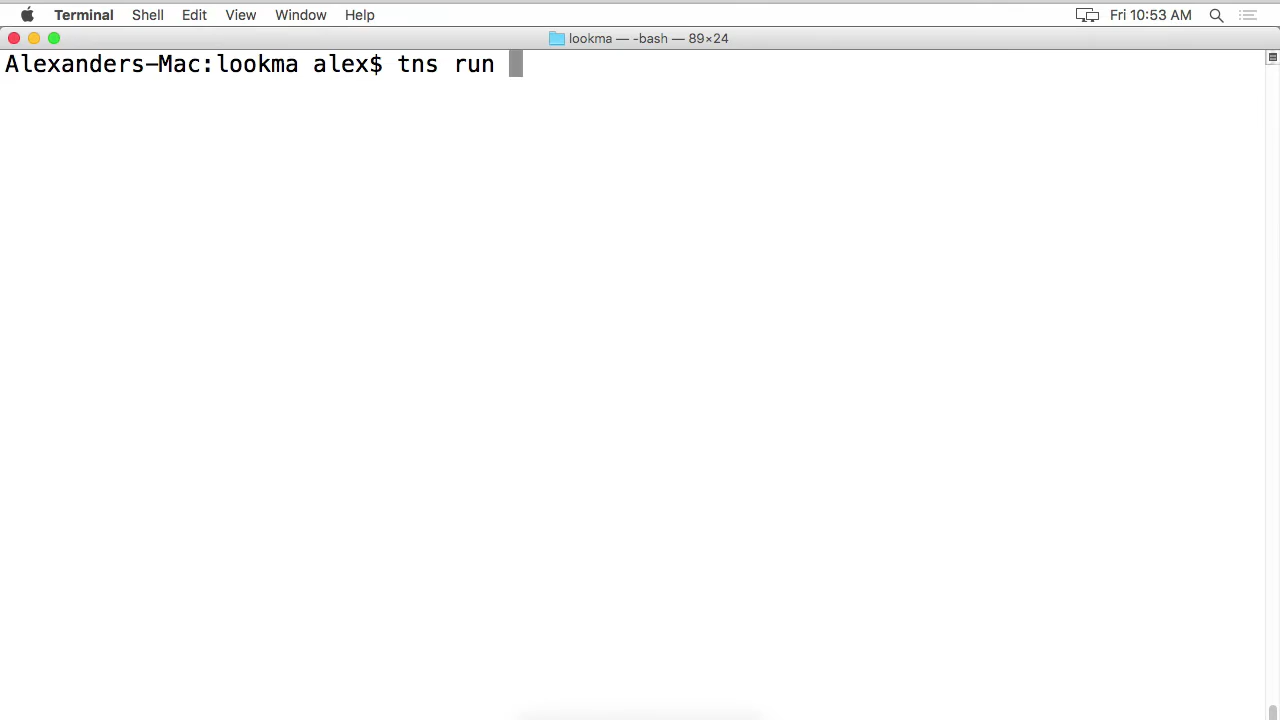 Terminal Shell Edit View Window Help Fri 10:53 AM
lookma — -bash — 89×24
Alexanders-Mac:lookma alex$ tns run